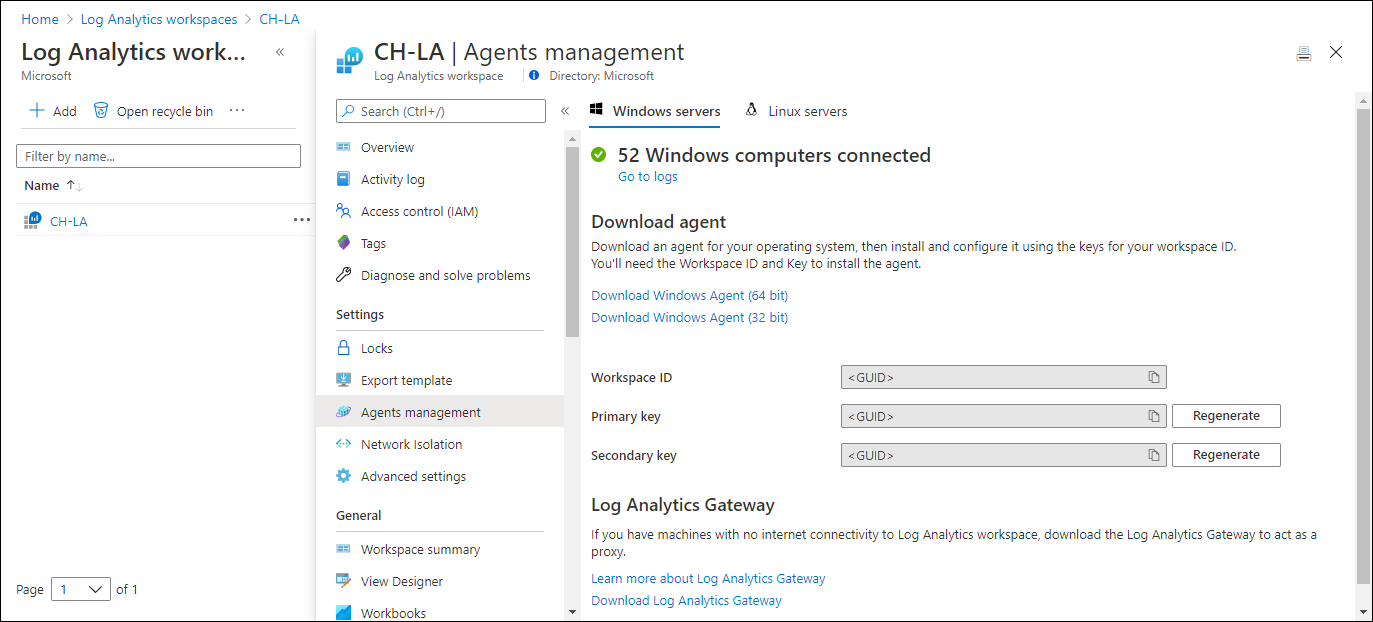 Home > Log Analytics workspaces > CH-LA
Log Analytics work...
Microsoft
Add
Open recycle bin
...
Filter by name...
Name
CH-LA
...
Page 1 of 1
CH-LA | Agents management
Log Analytics workspace
Directory: Microsoft
Search (Ctrl+/)
Overview
Activity log
Access control (IAM)
Tags
Diagnose and solve problems
Settings
Locks
Export template
Agents management
Network Isolation
Advanced settings
General
Workspace summary
View Designer
Workbooks
Windows servers
Linux servers
52 Windows computers connected
Go to logs
Download agent
Download an agent for your operating system, then install and configure it using the keys for your workspace ID.
You'll need the Workspace ID and Key to install the agent.
Download Windows Agent (64 bit)
Download Windows Agent (32 bit)
Workspace ID <GUID>
Primary key <GUID> Regenerate
Secondary key <GUID> Regenerate
Log Analytics Gateway
If you have machines with no internet connectivity to Log Analytics workspace, download the Log Analytics Gateway to act as a
proxy.
Learn more about Log Analytics Gateway
Download Log Analytics Gateway